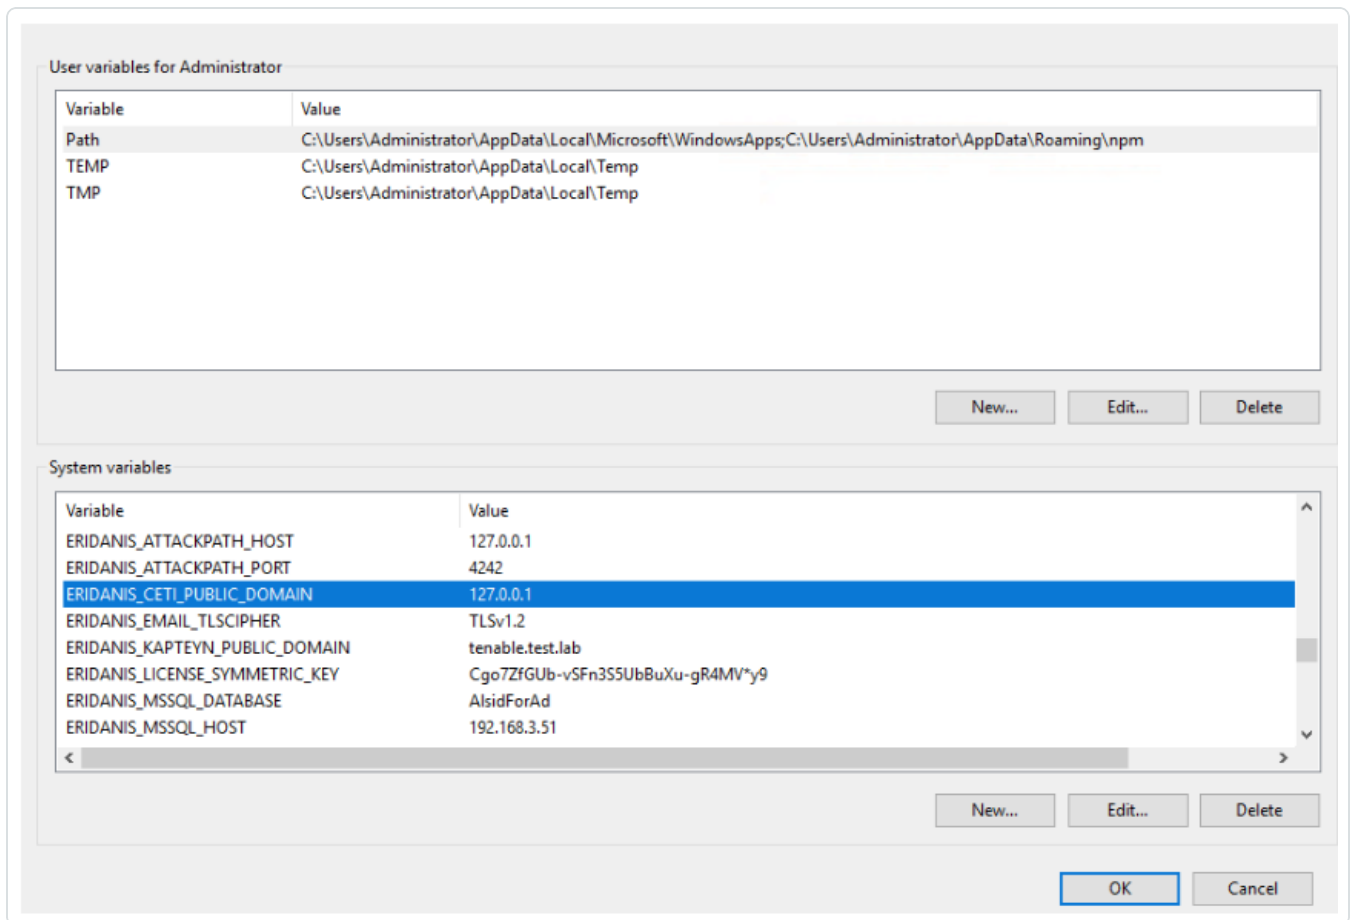 User variables for Administrator
Variable Value
Path C:\Users\Administrator\AppData\Local\Microsoft\WindowsApps;C:\Users\Administrator\AppData\Roaming\npm
TEMP C:\Users\Administrator\AppData\Local\Temp
TMP C:\Users\Administrator\AppData\Local\Temp
New... Edit... Delete
System variables
Variable Value
ERIDANIS_ATTACKPATH_HOST 127.0.0.1
ERIDANIS_ATTACKPATH_PORT 4242
ERIDANIS_CETI_PUBLIC_DOMAIN 127.0.0.1
ERIDANIS_EMAIL_TLSCIPHER TLSv1.2
ERIDANIS_KAPTEYN_PUBLIC_DOMAIN tenable.test.lab
ERIDANIS_LICENSE_SYMMETRIC_KEY Cgo7ZfGUb-vSFn3S5UbBuXu-gR4MV*y9
ERIDANIS_MSSQL_DATABASE AlsidForAd
ERIDANIS_MSSQL_HOST 192.168.3.51
New... Edit... Delete
OK Cancel